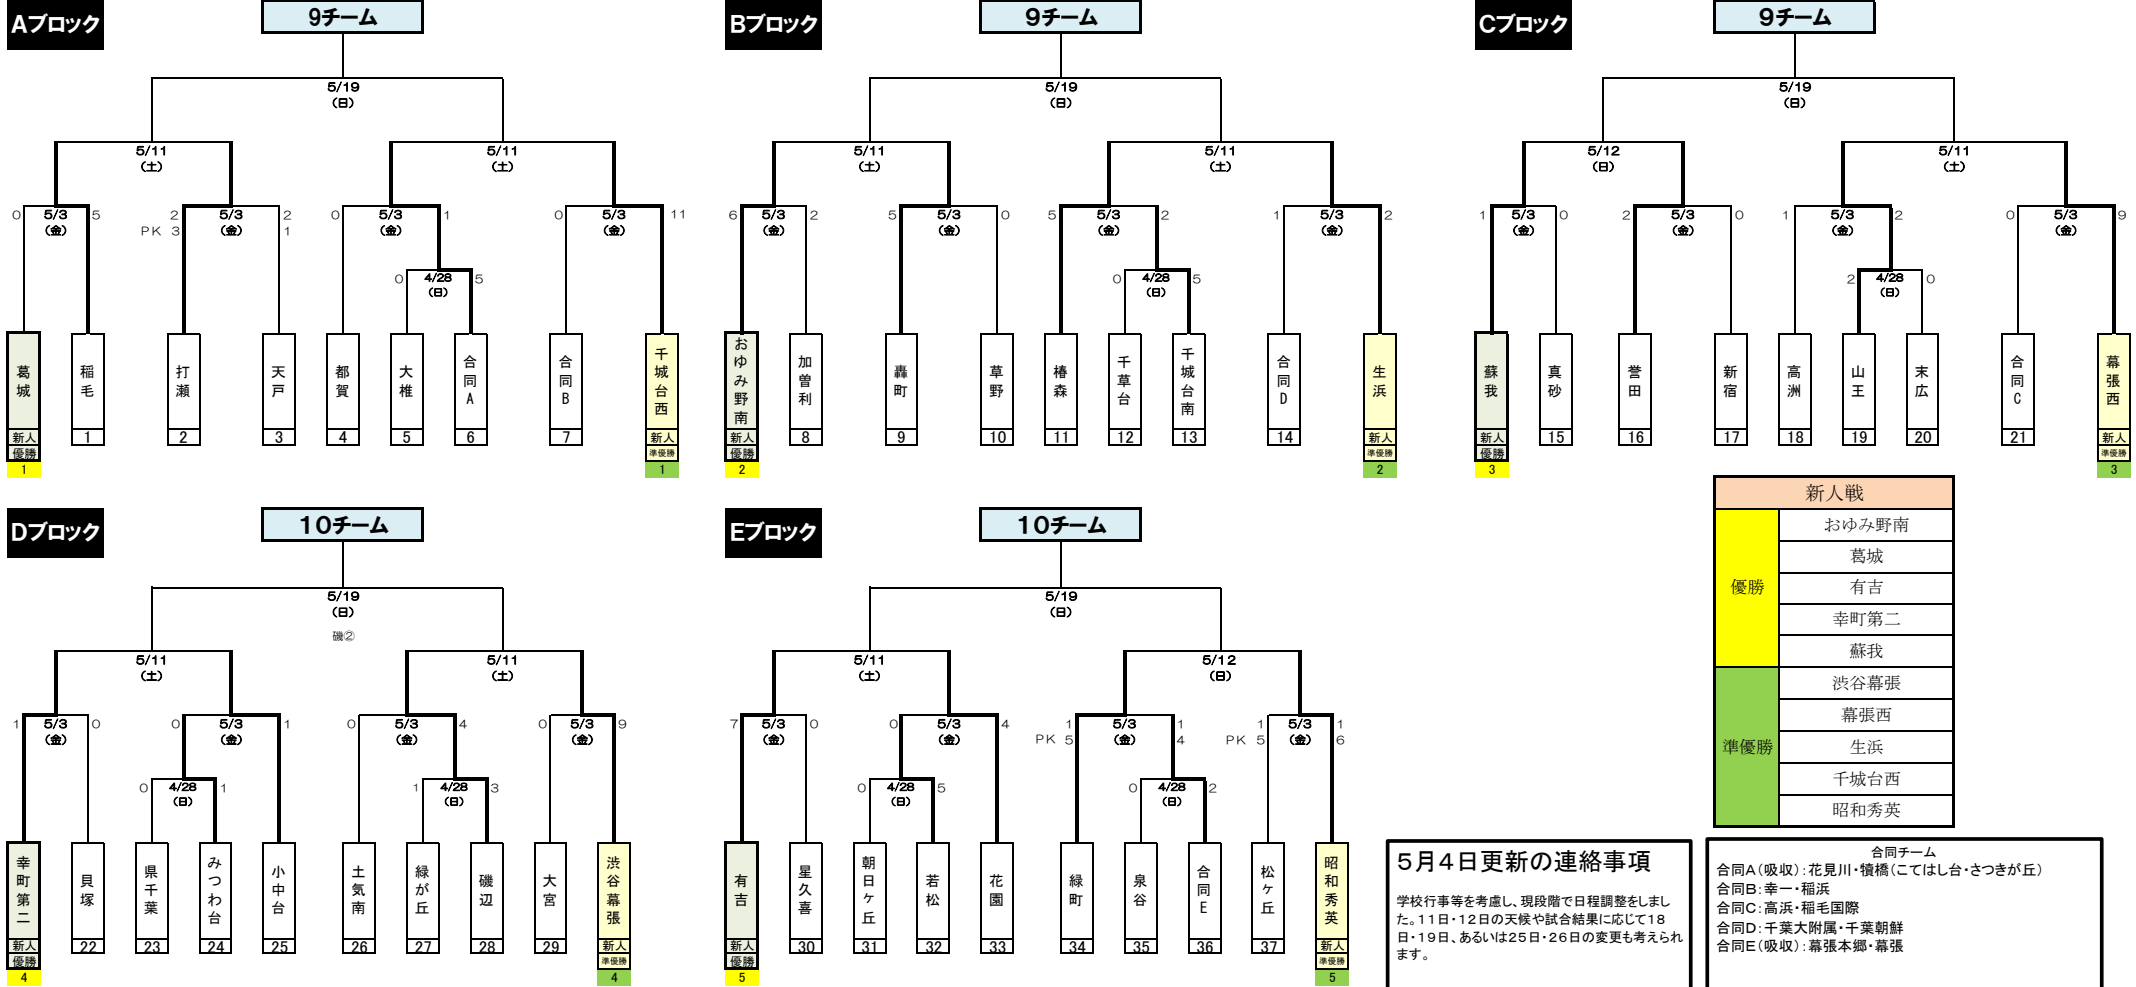 Aブロック
9チーム
5/19
(日)
5/11
(土)
5/11
(土)
0 5/3 5
(金)
2 5/3 2
PK 3 (金) 1
0 5/3 1
(金)
0 5/3 11
(金)
0 4/28 5
(日)
葛城
新人
優勝
1
稲毛
1
打瀬
2
天戸
3
都賀
4
大椎
5
合同A
6
合同B
7
千城台西
新人
準優勝
1
Bブロック
9チーム
5/19
(日)
5/11
(土)
5/11
(土)
6 5/3 2
(金)
5 5/3 0
(金)
5 5/3 2
(金)
1 5/3 2
(金)
0 4/28 5
(日)
おゆみ野南
新人
優勝
2
加曽利
8
轟町
9
草野
10
椿森
11
千草台
12
千城台南
13
合同D
14
生浜
新人
準優勝
2
Cブロック
9チーム
5/19
(日)
5/12
(日)
5/11
(土)
1 5/3 0
(金)
2 5/3 0
(金)
1 5/3 2
(金)
0 5/3 9
(金)
2 4/28 0
(日)
蘇我
新人
優勝
3
真砂
15
誉田
16
新宿
17
高洲
18
山王
19
末広
20
合同C
21
幕張西
新人
準優勝
3
Dブロック
10チーム
5/19
(日)
磯②
5/11
(土)
5/11
(土)
1 5/3 0
(金)
0 5/3 1
(金)
0 5/3 4
(金)
0 5/3 9
(金)
0 4/28 1
(日)
1 4/28 3
(日)
幸町第二
新人
優勝
4
貝塚
22
県千葉
23
みつわ台
24
小中台
25
土気南
26
緑が丘
27
磯辺
28
大宮
29
渋谷幕張
新人
準優勝
4
Eブロック
10チーム
5/19
(日)
5/11
(土)
5/12
(日)
7 5/3 0
(金)
0 5/3 4
(金)
1 5/3 1
PK 5 (金) 4
1 5/3 1
PK 5 (金) 6
0 4/28 5
(日)
0 4/28 2
(日)
有吉
新人
優勝
5
星久喜
30
朝日ケ丘
31
若松
32
花園
33
緑町
34
泉谷
35
合同E
36
松ケ丘
37
昭和秀英
新人
準優勝
5
新人戦
優勝
おゆみ野南
葛城
有吉
幸町第二
蘇我
準優勝
渋谷幕張
幕張西
生浜
千城台西
昭和秀英
5月4日更新の連絡事項
学校行事等を考慮し、現段階で日程調整をしまし
た。11日・12日の天候や試合結果に応じて18
日・19日、あるいは25日・26日の変更も考えられ
ます。
合同チーム
合同A(吸収):花見川・犢橋(こてはし台・さつきが丘)
合同B:幸一・稲浜
合同C:高浜・稲毛国際
合同D:千葉大附属・千葉朝鮮
合同E(吸収):幕張本郷・幕張